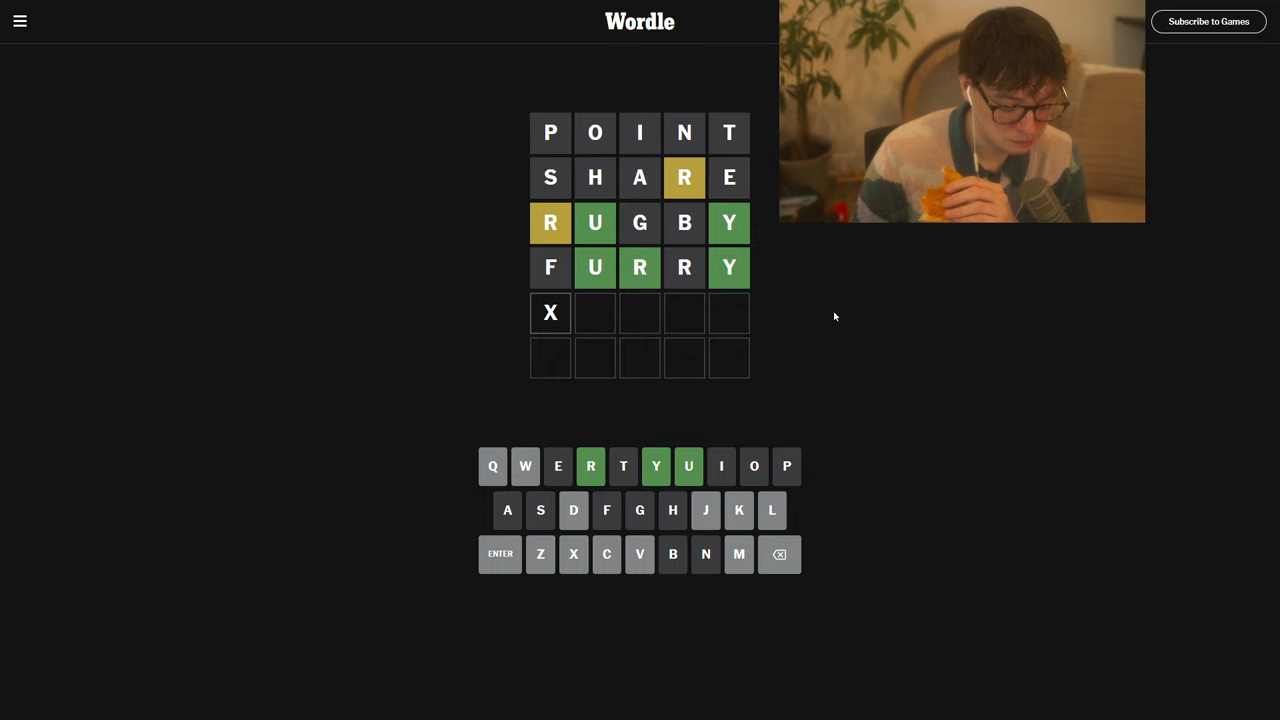 Wordle
Subscribe to Games
P O I N T
S H A R E
R U G B Y
F U R R Y
X
Q W E R T Y U I O P
A S D F G H J K L
ENTER Z X C V B N M